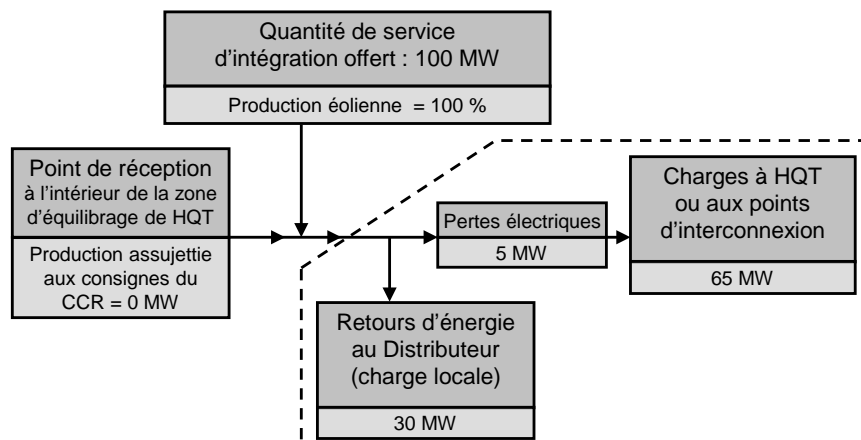 Quantité de service
d'intégration offert : 100 MW
Production éolienne = 100 %
Point de réception
à l'intérieur de la zone
d'équilibrage de HQT
Production assujettie
aux consignes du
CCR = 0 MW
Pertes électriques
5 MW
Charges à HQT
ou aux points
d'interconnexion
65 MW
Retours d'énergie
au Distributeur
(charge locale)
30 MW